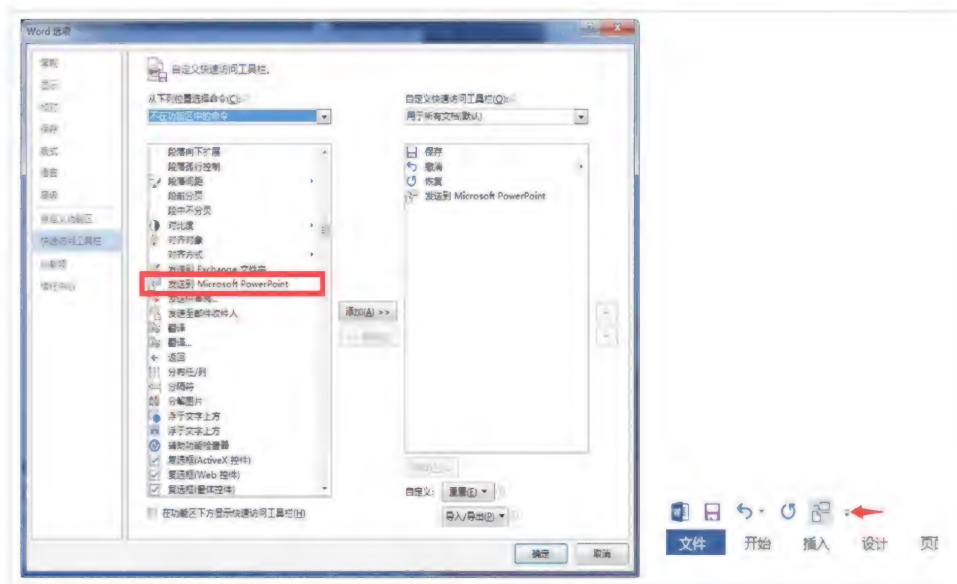 Word 选项
常规
显示
校对
保存
版式
语言
高级
自定义功能区
快速访问工具栏
加载项
信任中心
自定义快速访问工具栏。
从下列位置选择命令(C):
不在功能区中的命令
段落向下扩展
段落孤行控制
段落间距
段前分页
段中不分页
对比度
对齐对象
对齐方式
发送到 Exchange 文件夹
发送到 Microsoft PowerPoint
发送至邮件收件人
翻译
翻译...
返回
分布行/列
分隔符
分解图片
浮于文字上方
浮于文字上方
辅助功能检查器
复选框(ActiveX 控件)
复选框(Web 控件)
复选框(窗体控件)
在功能区下方显示快速访问工具栏(H)
添加(A) >>
自定义快速访问工具栏(Q):
用于所有文档(默认)
保存
撤消
恢复
发送到 Microsoft PowerPoint
自定义:
重置(E)
导入/导出(P)
确定
取消
文件
开始
插入
设计